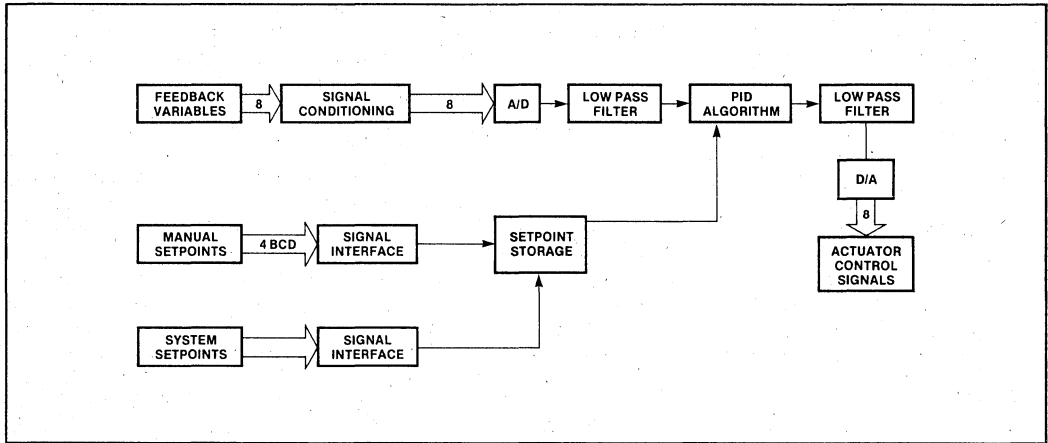 FEEDBACK
VARIABLES
8
SIGNAL
CONDITIONING
8
A/D
LOW PASS
FILTER
PID
ALGORITHM
LOW PASS
FILTER
D/A
8
ACTUATOR
CONTROL
SIGNALS
MANUAL
SETPOINTS
4 BCD
SIGNAL
INTERFACE
SETPOINT
STORAGE
SYSTEM
SETPOINTS
SIGNAL
INTERFACE